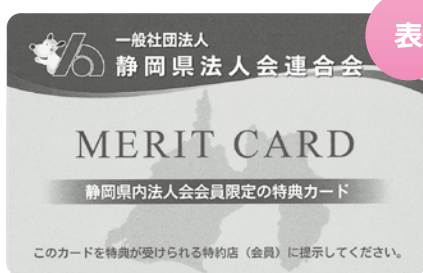 表
一般社団法人
静岡県法人会連合会
MERIT CARD
静岡県内法人会会員限定の特典カード
このカードを特典が受けられる特約店（会員）に提示してください。